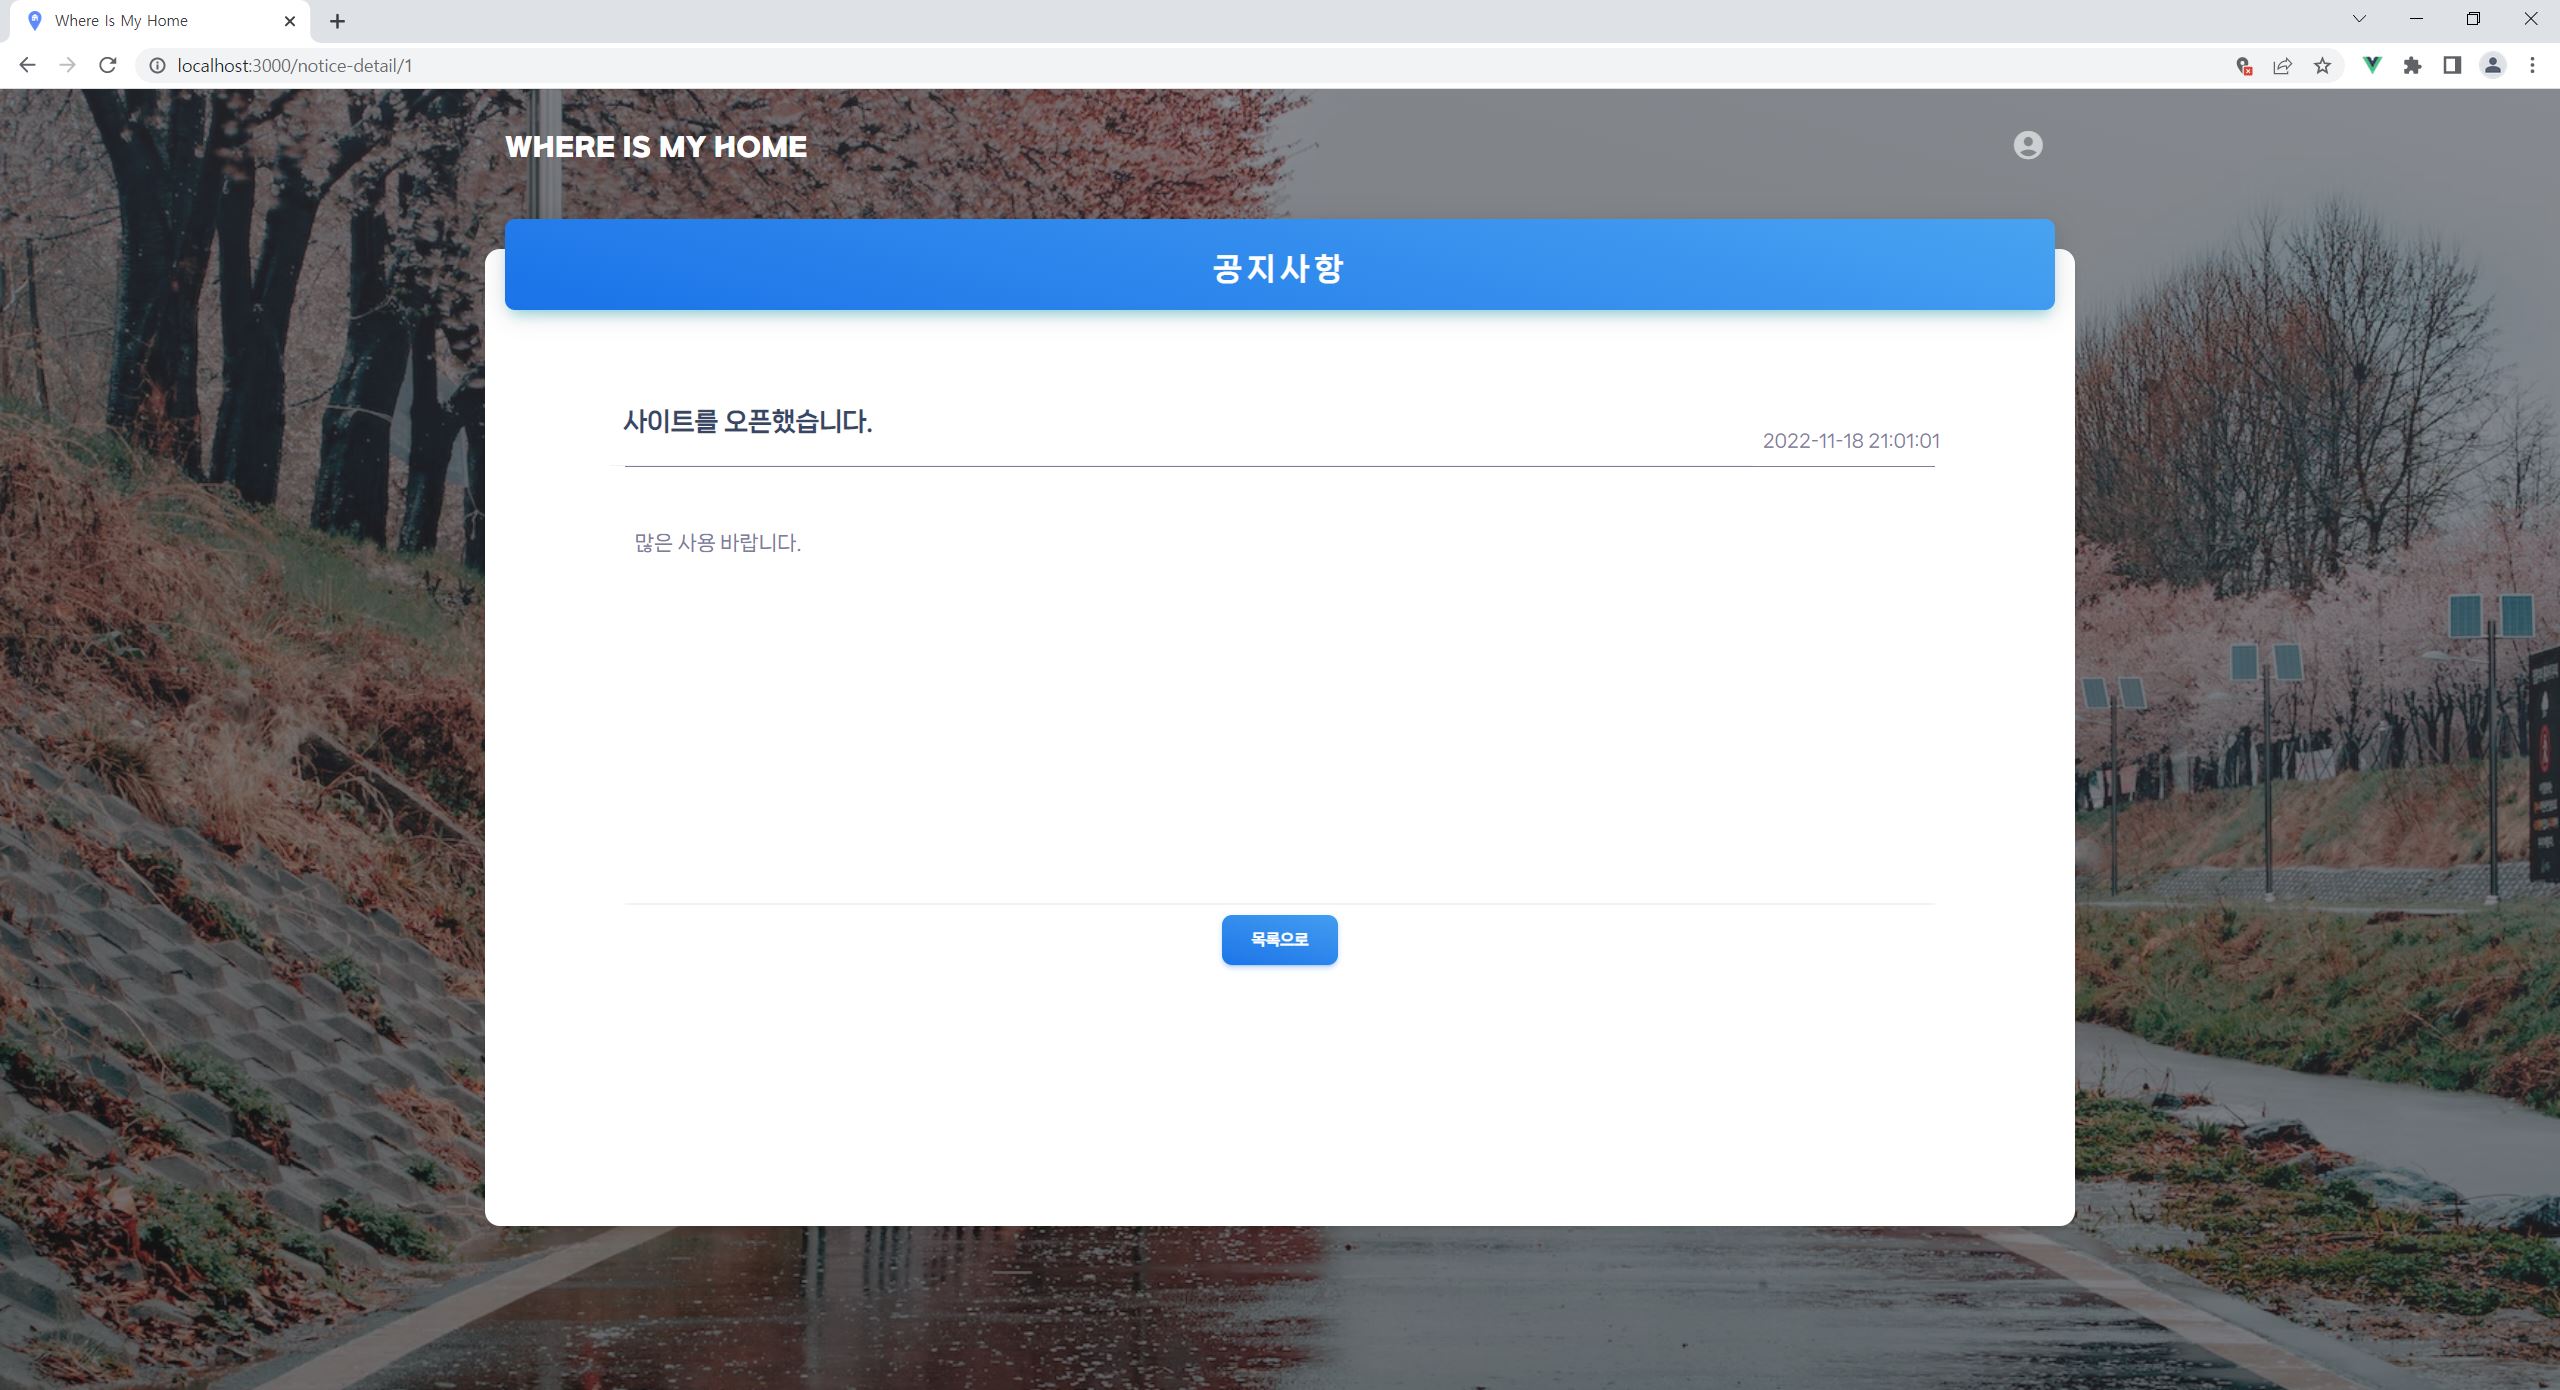 Where Is My Home
localhost:3000/notice-detail/1
WHERE IS MY HOME
공지사항
사이트를 오픈했습니다.
2022-11-18 21:01:01
많은 사용 바랍니다.
목록으로